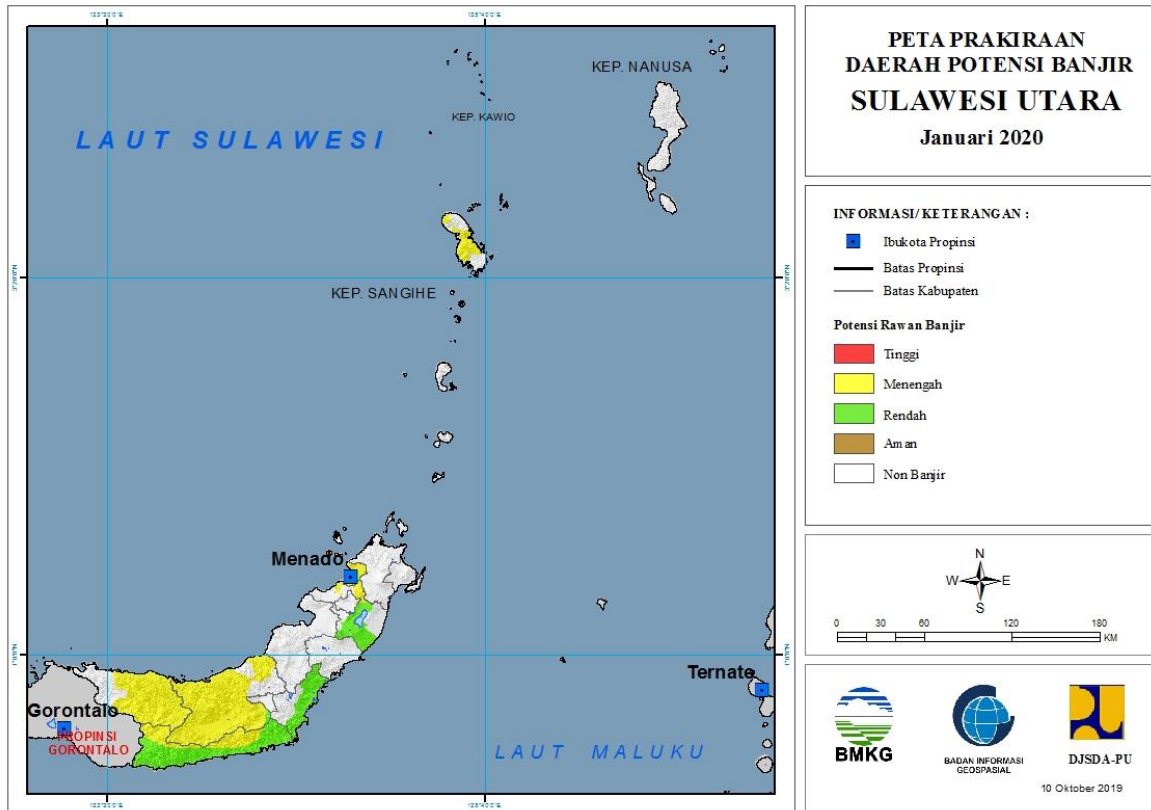 PETA PRAKIRAAN
DAERAH POTENSI BANJIR
SULAWESI UTARA
Januari 2020
INFORMASI/ KETERANGAN :
Ibukota Propinsi
Batas Propinsi
Batas Kabupaten
Potensi Rawan Banjir
Tinggi
Menengah
Rendah
Aman
Non Banjir
N
W E
S
0 30 60 120 180
KM
BMKG
BADAN INFORMASI
GEOSPASIAL
DJSDA-PU
10 Oktober 2019
KEP. NANUSA
KEP. KAWIO
LAUT SULAWESI
KEP. SANGIHE
Menado
Ternate
Gorontalo
PROPINSI
GORONTALO
LAUT MALUKU